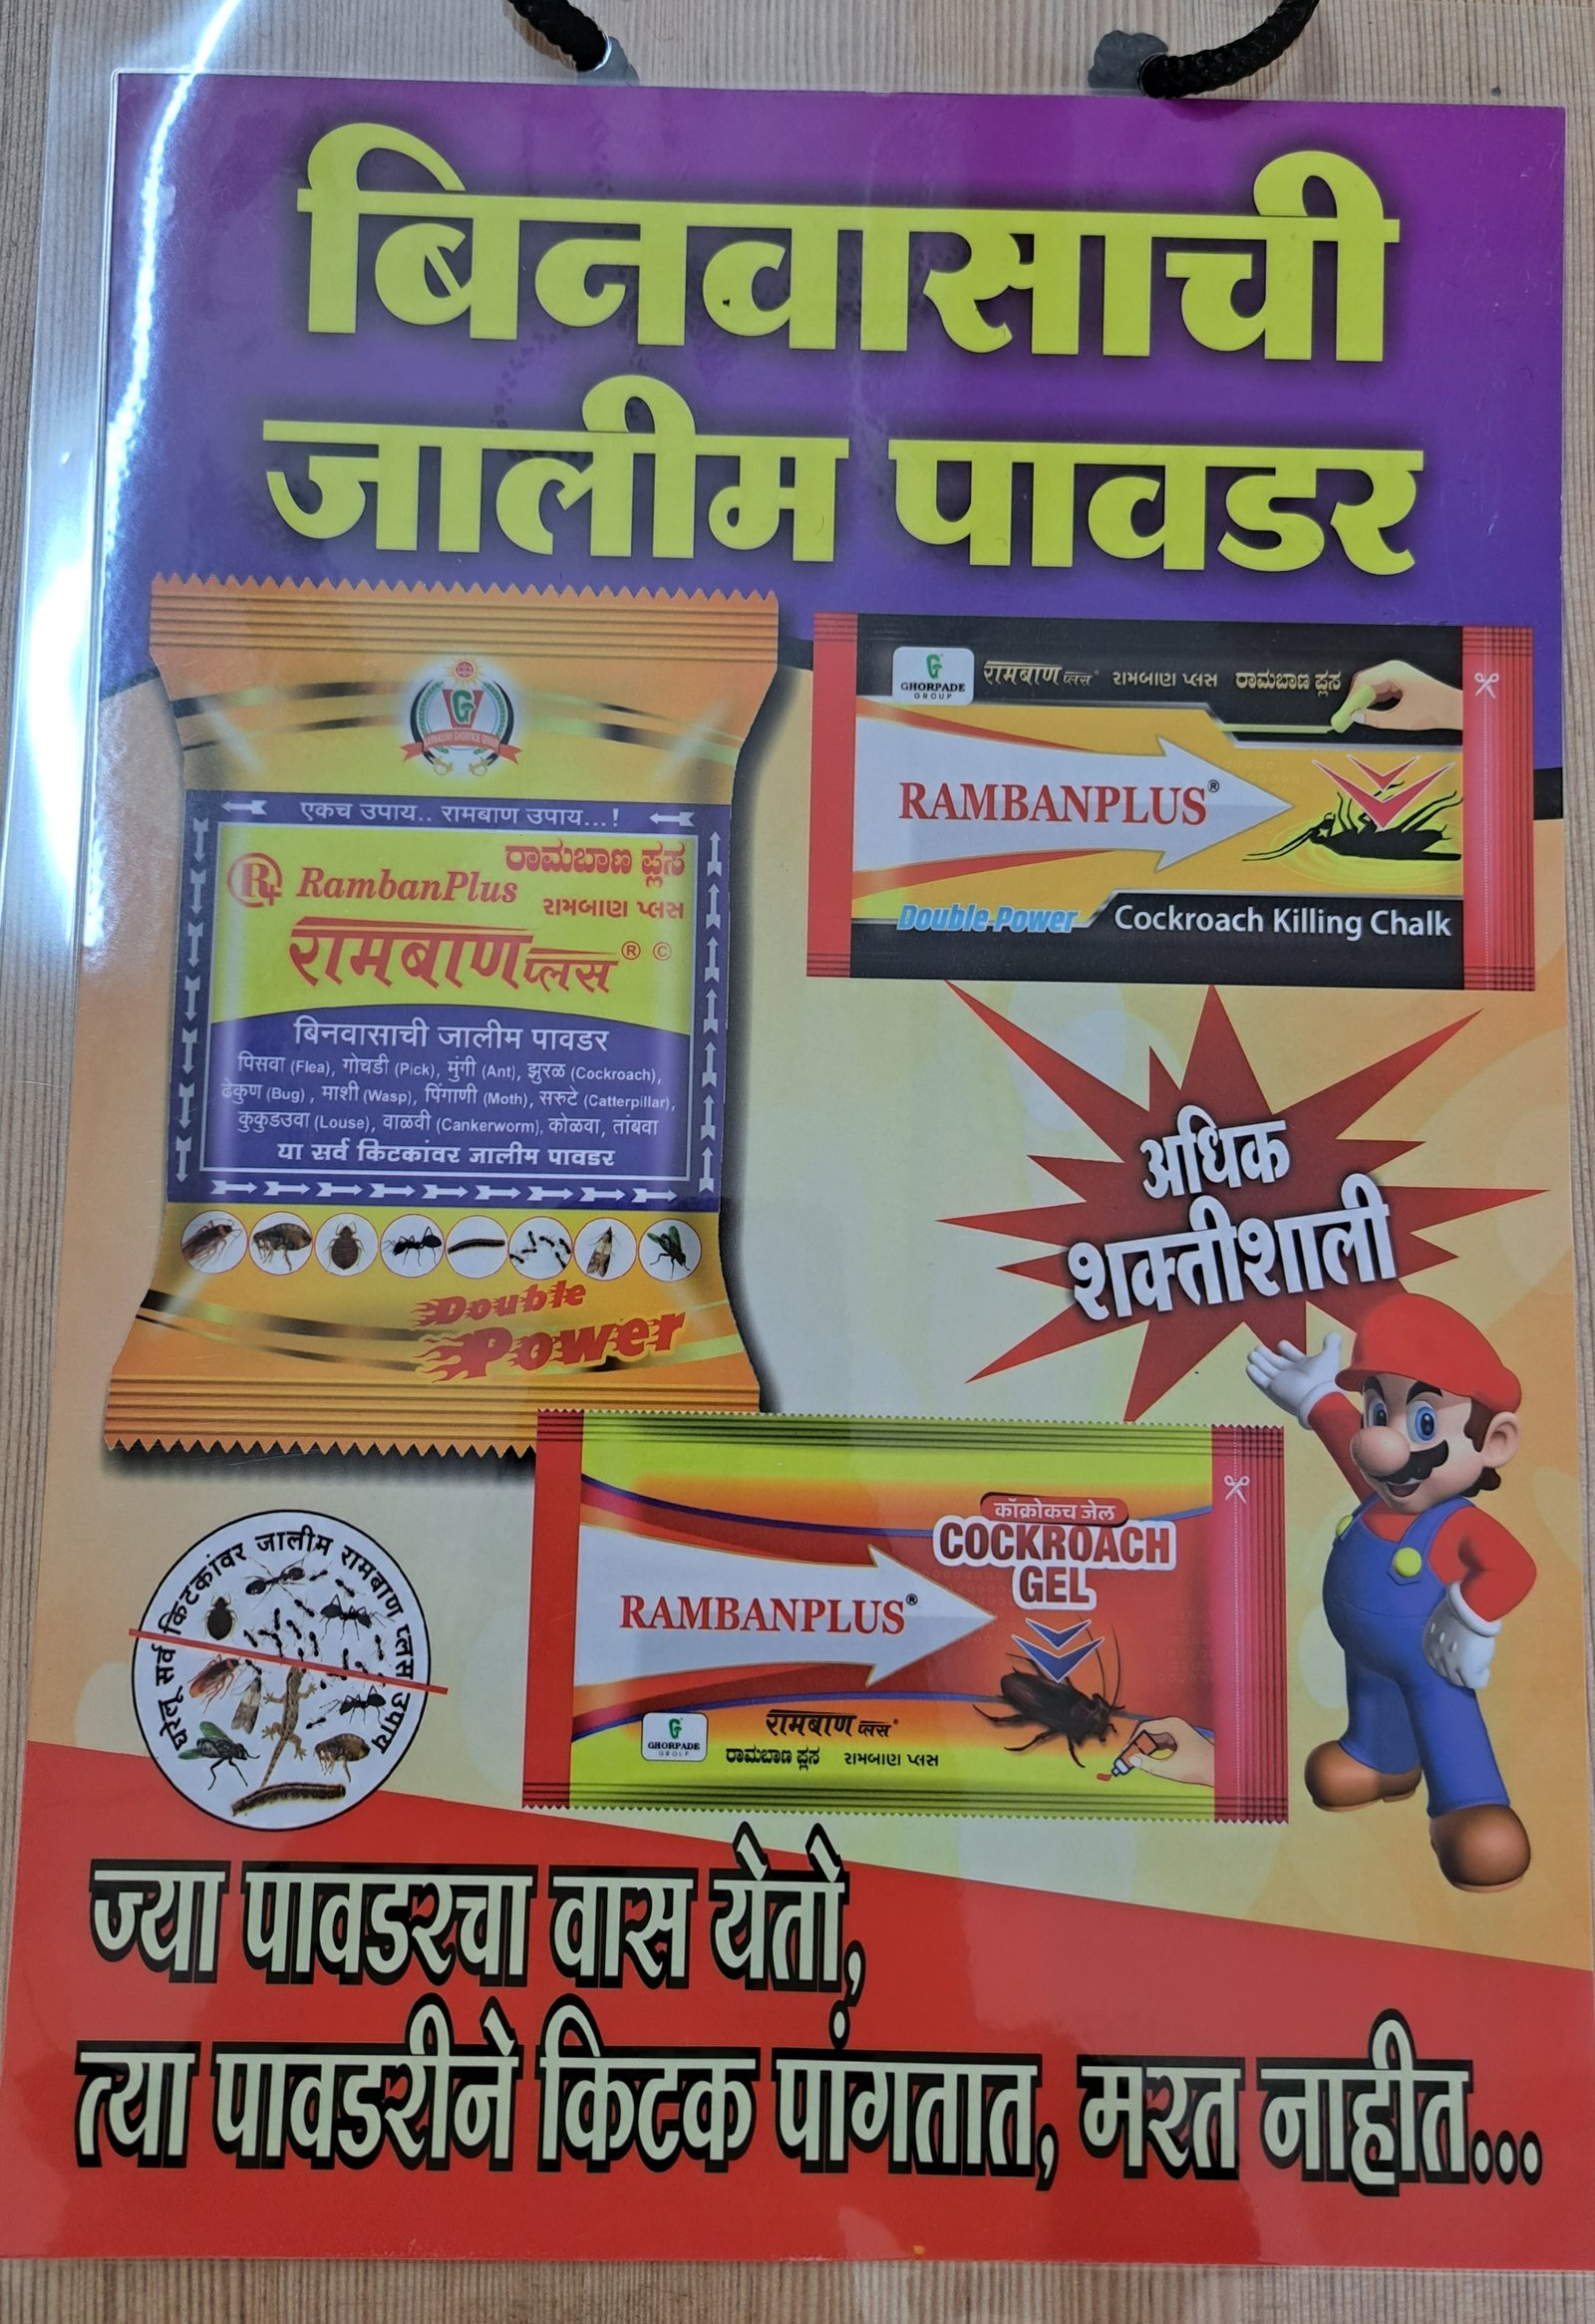 बिनवासाची
जालीम पावडर
एकच उपाय.. रामबाण उपाय...!
ರಾಮಬಾಣ ಪ್ಲಸ
R+ RambanPlus
રામબાણ પ્લસ
रामबाण प्लस ® ©
बिनवासाची जालीम पावडर
पिसवा (Flea), गोचडी (Pick), मुंगी (Ant), झुरळ (Cockroach),
ढेकुण (Bug) , माशी (Wasp), पिंगाणी (Moth), सरुटे (Catterpillar),
कुकुडउवा (Louse), वाळवी (Cankerworm), कोळवा, तांबवा
या सर्व किटकांवर जालीम पावडर
Double
Power
GHORPADE
GROUP
रामबाण प्लस® રામબાણ પ્લસ ರಾಮಬಾಣ ಪ್ಲಸ
RAMBANPLUS®
Double-Power Cockroach Killing Chalk
अधिक
शक्तीशाली
कॉक्रोकच जेल
COCKROACH
GEL
RAMBANPLUS®
GHORPADE
GROUP
रामबाण प्लस®
ರಾಮಬಾಣ ಪ್ಲಸ રામબાણ પ્લસ
घरेलू सर्व किटकांवर जालीम रामबाण प्लस उपाय
ज्या पावडरचा वास येतो,
त्या पावडरीने किटक पांगतात, मरत नाहीत...